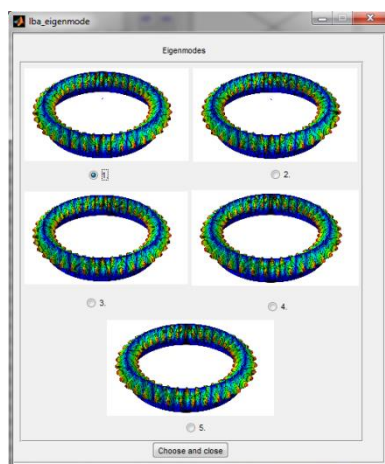 lba_eigenmode
Eigenmodes
1.
2.
3.
4.
5.
Choose and close